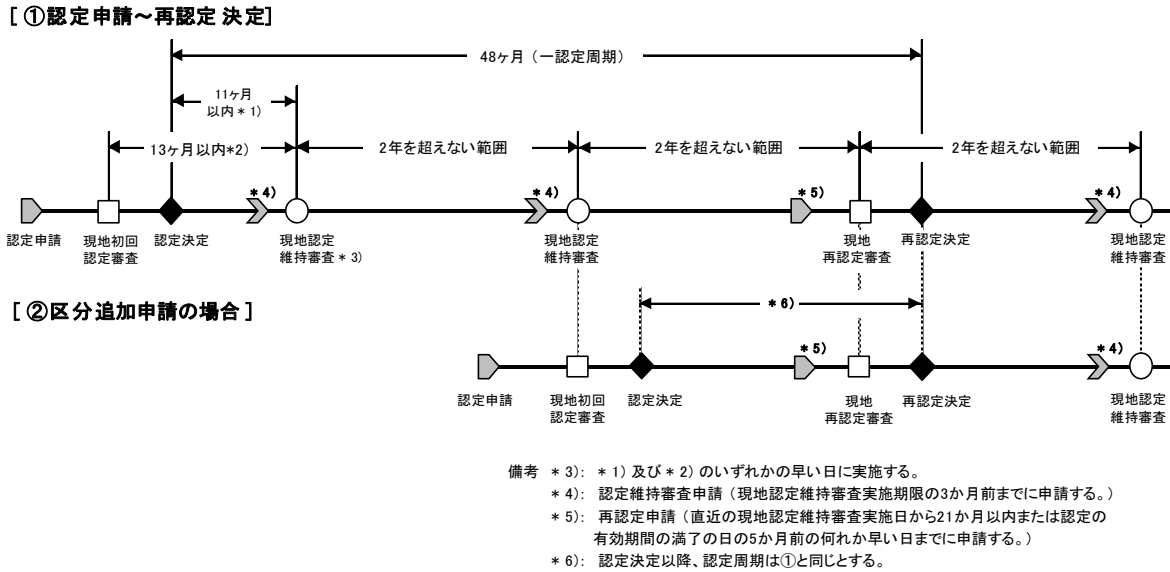 [ ①認定申請～再認定 決定]
48ヶ月（一認定周期）
11ヶ月
以内＊1）
13ヶ月以内*2）
2年を超えない範囲
2年を超えない範囲
2年を超えない範囲
＊4）
＊4）
＊5）
＊4）
認定申請
現地初回
認定審査
認定決定
現地認定
維持審査＊3）
現地認定
維持審査
現地
再認定審査
再認定決定
現地認定
維持審査
[ ②区分追加申請の場合 ]
＊6）
＊5）
＊4）
認定申請
現地初回
認定審査
認定決定
現地
再認定審査
再認定決定
現地認定
維持審査
備考 ＊3）： ＊1）及び＊2）のいずれかの早い日に実施する。
＊4）： 認定維持審査申請（現地認定維持審査実施期限の3か月前までに申請する。）
＊5）： 再認定申請（直近の現地認定維持審査実施日から21か月以内または認定の
有効期間の満了の日の5か月前の何れか早い日までに申請する。）
＊6）： 認定決定以降、認定周期は①と同じとする。